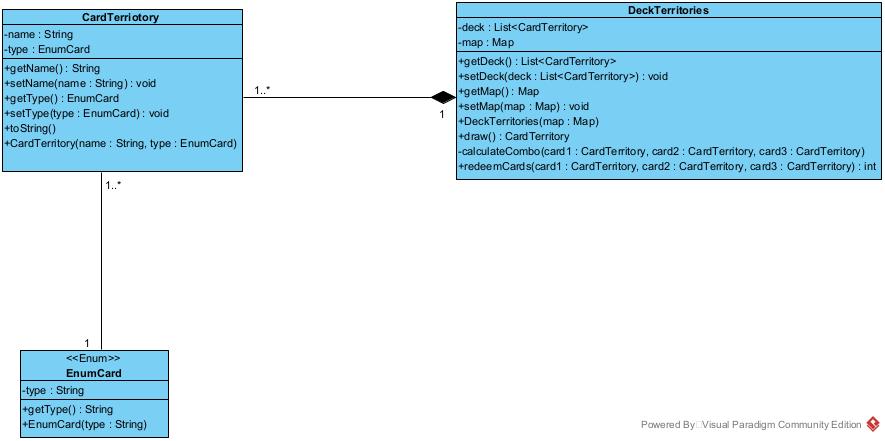 CardTerriotory
-name : String
-type : EnumCard
+getName() : String
+setName(name : String) : void
+getType() : EnumCard
+setType(type : EnumCard) : void
+toString()
+CardTerritory(name : String, type : EnumCard)
1..*
1
DeckTerritories
-deck : List<CardTerritory>
-map : Map
+getDeck() : List<CardTerritory>
+setDeck(deck : List<CardTerritory>) : void
+getMap() : Map
+setMap(map : Map) : void
+DeckTerritories(map : Map)
+draw() : CardTerritory
-calculateCombo(card1 : CardTerritory, card2 : CardTerritory, card3 : CardTerritory)
+redeemCards(card1 : CardTerritory, card2 : CardTerritory, card3 : CardTerritory) : int
1..*
1
<<Enum>>
EnumCard
-type : String
+getType() : String
+EnumCard(type : String)
Powered By Visual Paradigm Community Edition